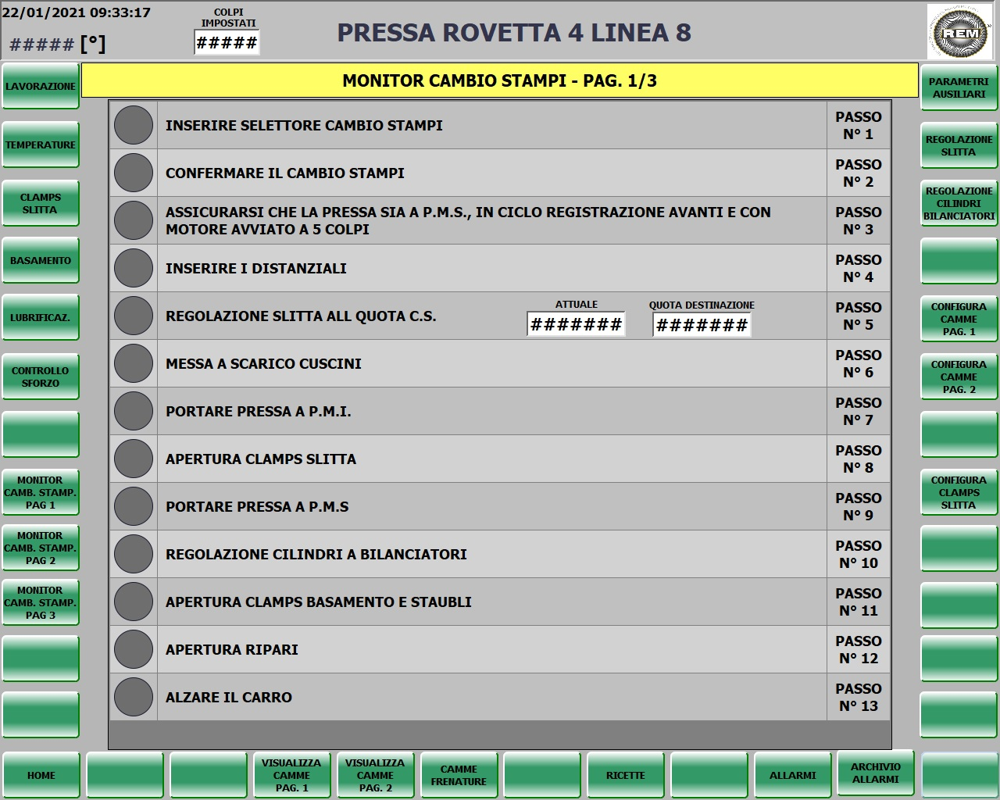 22/01/2021 09:33:17
##### [°]
COLPI
IMPOSTATI
#####
PRESSA ROVETTA 4 LINEA 8
REM
LAVORAZIONE
TEMPERATURE
CLAMPS
SLITTA
BASAMENTO
LUBRIFICAZ.
CONTROLLO
SFORZO
MONITOR
CAMB. STAMP.
PAG 1
MONITOR
CAMB. STAMP.
PAG 2
MONITOR
CAMB. STAMP.
PAG 3
MONITOR CAMBIO STAMPI - PAG. 1/3
INSERIRE SELETTORE CAMBIO STAMPI
PASSO
N° 1
CONFERMARE IL CAMBIO STAMPI
PASSO
N° 2
ASSICURARSI CHE LA PRESSA SIA A P.M.S., IN CICLO REGISTRAZIONE AVANTI E CON
MOTORE AVVIATO A 5 COLPI
PASSO
N° 3
INSERIRE I DISTANZIALI
PASSO
N° 4
REGOLAZIONE SLITTA ALL QUOTA C.S.
ATTUALE
#######
QUOTA DESTINAZIONE
#######
PASSO
N° 5
MESSA A SCARICO CUSCINI
PASSO
N° 6
PORTARE PRESSA A P.M.I.
PASSO
N° 7
APERTURA CLAMPS SLITTA
PASSO
N° 8
PORTARE PRESSA A P.M.S
PASSO
N° 9
REGOLAZIONE CILINDRI A BILANCIATORI
PASSO
N° 10
APERTURA CLAMPS BASAMENTO E STAUBLI
PASSO
N° 11
APERTURA RIPARI
PASSO
N° 12
ALZARE IL CARRO
PASSO
N° 13
PARAMETRI
AUSILIARI
REGOLAZIONE
SLITTA
REGOLAZIONE
CILINDRI
BILANCIATORI
CONFIGURA
CAMME
PAG. 1
CONFIGURA
CAMME
PAG. 2
CONFIGURA
CLAMPS
SLITTA
HOME
VISUALIZZA
CAMME
PAG. 1
VISUALIZZA
CAMME
PAG. 2
CAMME
FRENATURE
RICETTE
ALLARMI
ARCHIVIO
ALLARMI